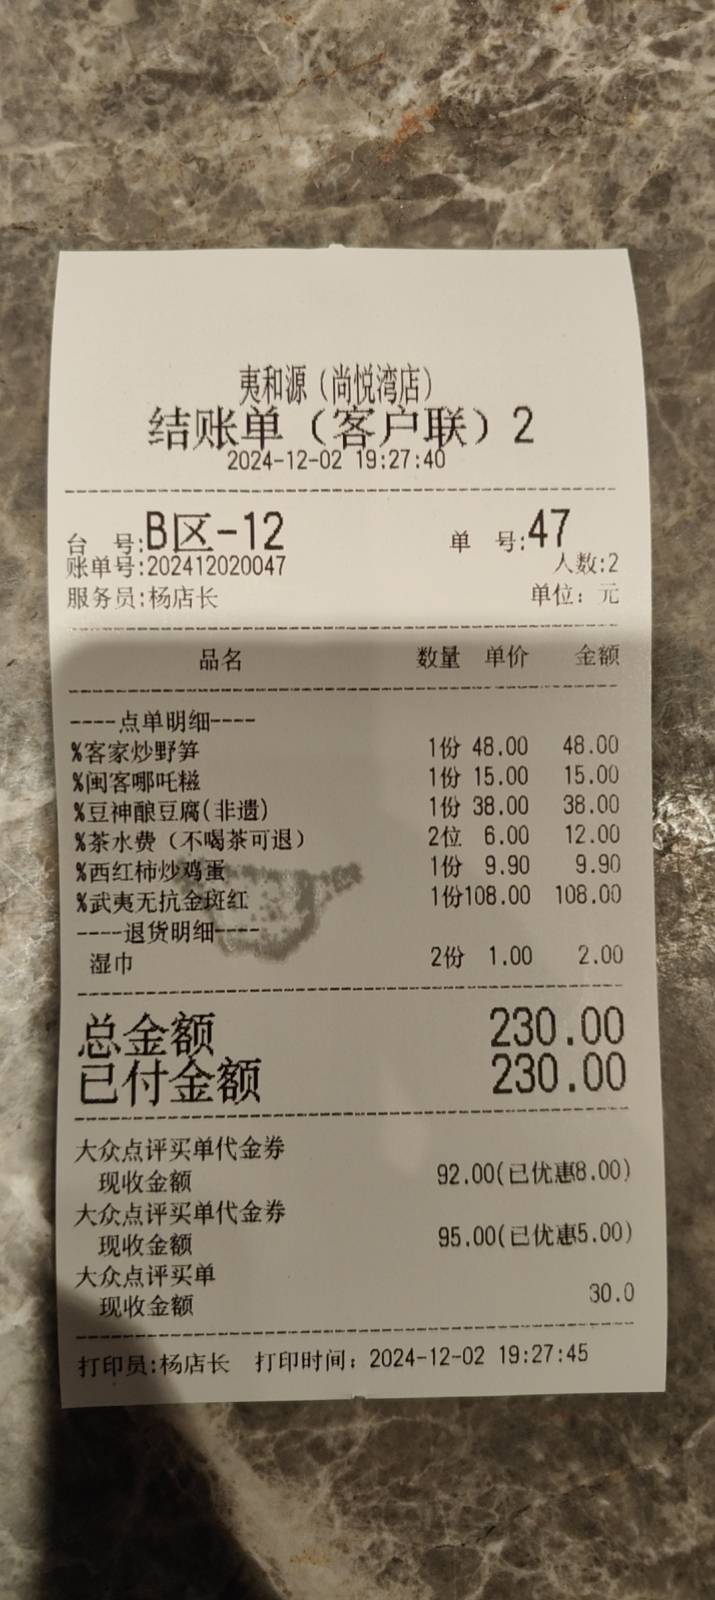 夷和源（尚悦湾店）
结账单（客户联）2
2024-12-02 19:27:40
台 号:B区-12 单 号:47
账单号:202412020047 人数:2
服务员:杨店长 单位：元
品名 数量 单价 金额
----点单明细----
%客家炒野笋 1份 48.00 48.00
%闽客哪吒糍 1份 15.00 15.00
%豆神酿豆腐(非遗) 1份 38.00 38.00
%茶水费（不喝茶可退） 2位 6.00 12.00
%西红柿炒鸡蛋 1份 9.90 9.90
%武夷无抗金斑红 1份108.00 108.00
----退货明细----
湿巾 2份 1.00 2.00
总金额 230.00
已付金额 230.00
大众点评买单代金券
现收金额 92.00(已优惠8.00)
大众点评买单代金券
现收金额 95.00(已优惠5.00)
大众点评买单
现收金额 30.0
打印员:杨店长 打印时间：2024-12-02 19:27:45